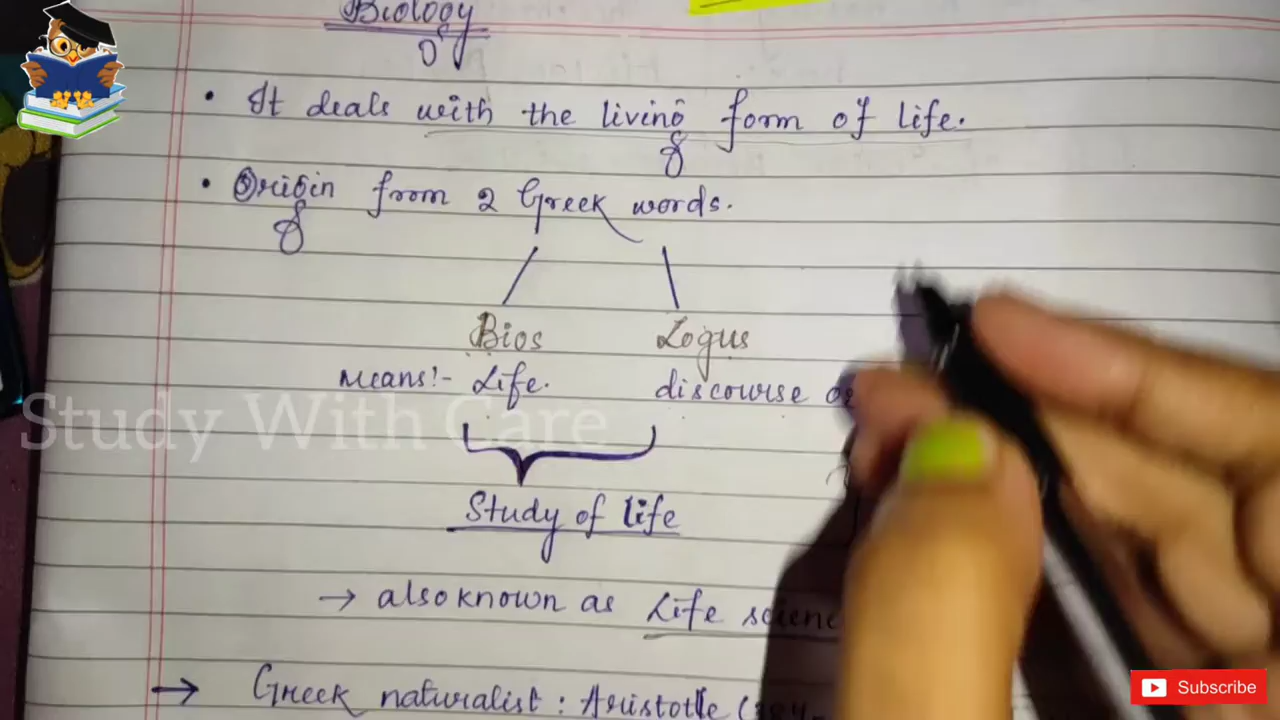 Biology
• It deals with the living form of life.
• Origin from 2 Greek words.
Bios Logus
Means:- Life. discourse
Study With Care
Study of life
→ also known as Life
→ Greek naturalist : Aristotle (384-
Subscribe